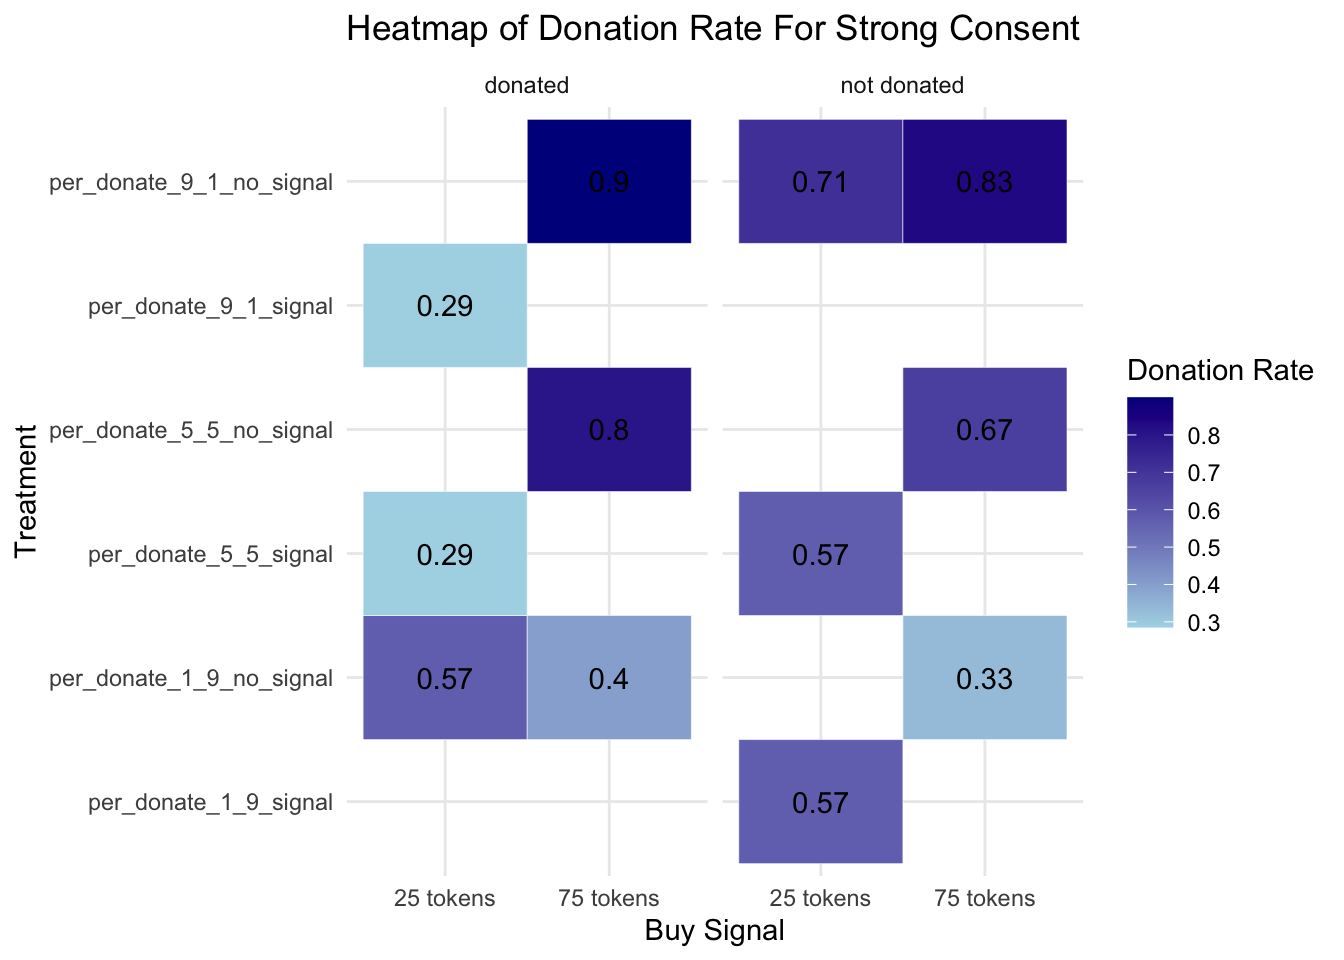 Heatmap of Donation Rate For Strong Consent
donated
not donated
per_donate_9_1_no_signal
0.9
0.71
0.83
per_donate_9_1_signal
0.29
per_donate_5_5_no_signal
0.8
0.67
per_donate_5_5_signal
0.29
0.57
per_donate_1_9_no_signal
0.57
0.4
0.33
per_donate_1_9_signal
0.57
Treatment
25 tokens
75 tokens
25 tokens
75 tokens
Buy Signal
Donation Rate
0.8
0.7
0.6
0.5
0.4
0.3